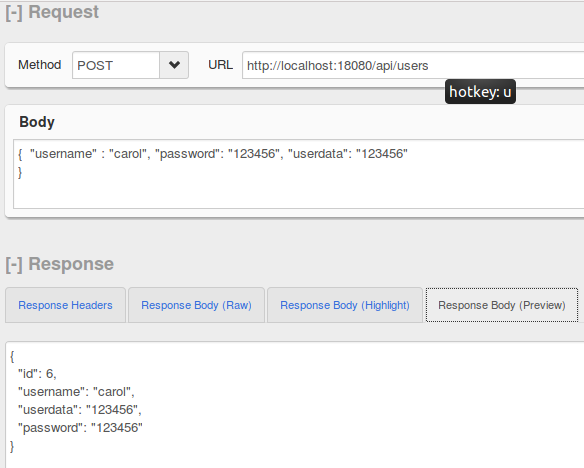 [-] Request
Method POST URL http://localhost:18080/api/users
hotkey: u
Body
{  "username" : "carol", "password": "123456", "userdata": "123456"
}
[-] Response
Response Headers Response Body (Raw) Response Body (Highlight) Response Body (Preview)
{
  "id": 6,
  "username": "carol",
  "userdata": "123456",
  "password": "123456"
}